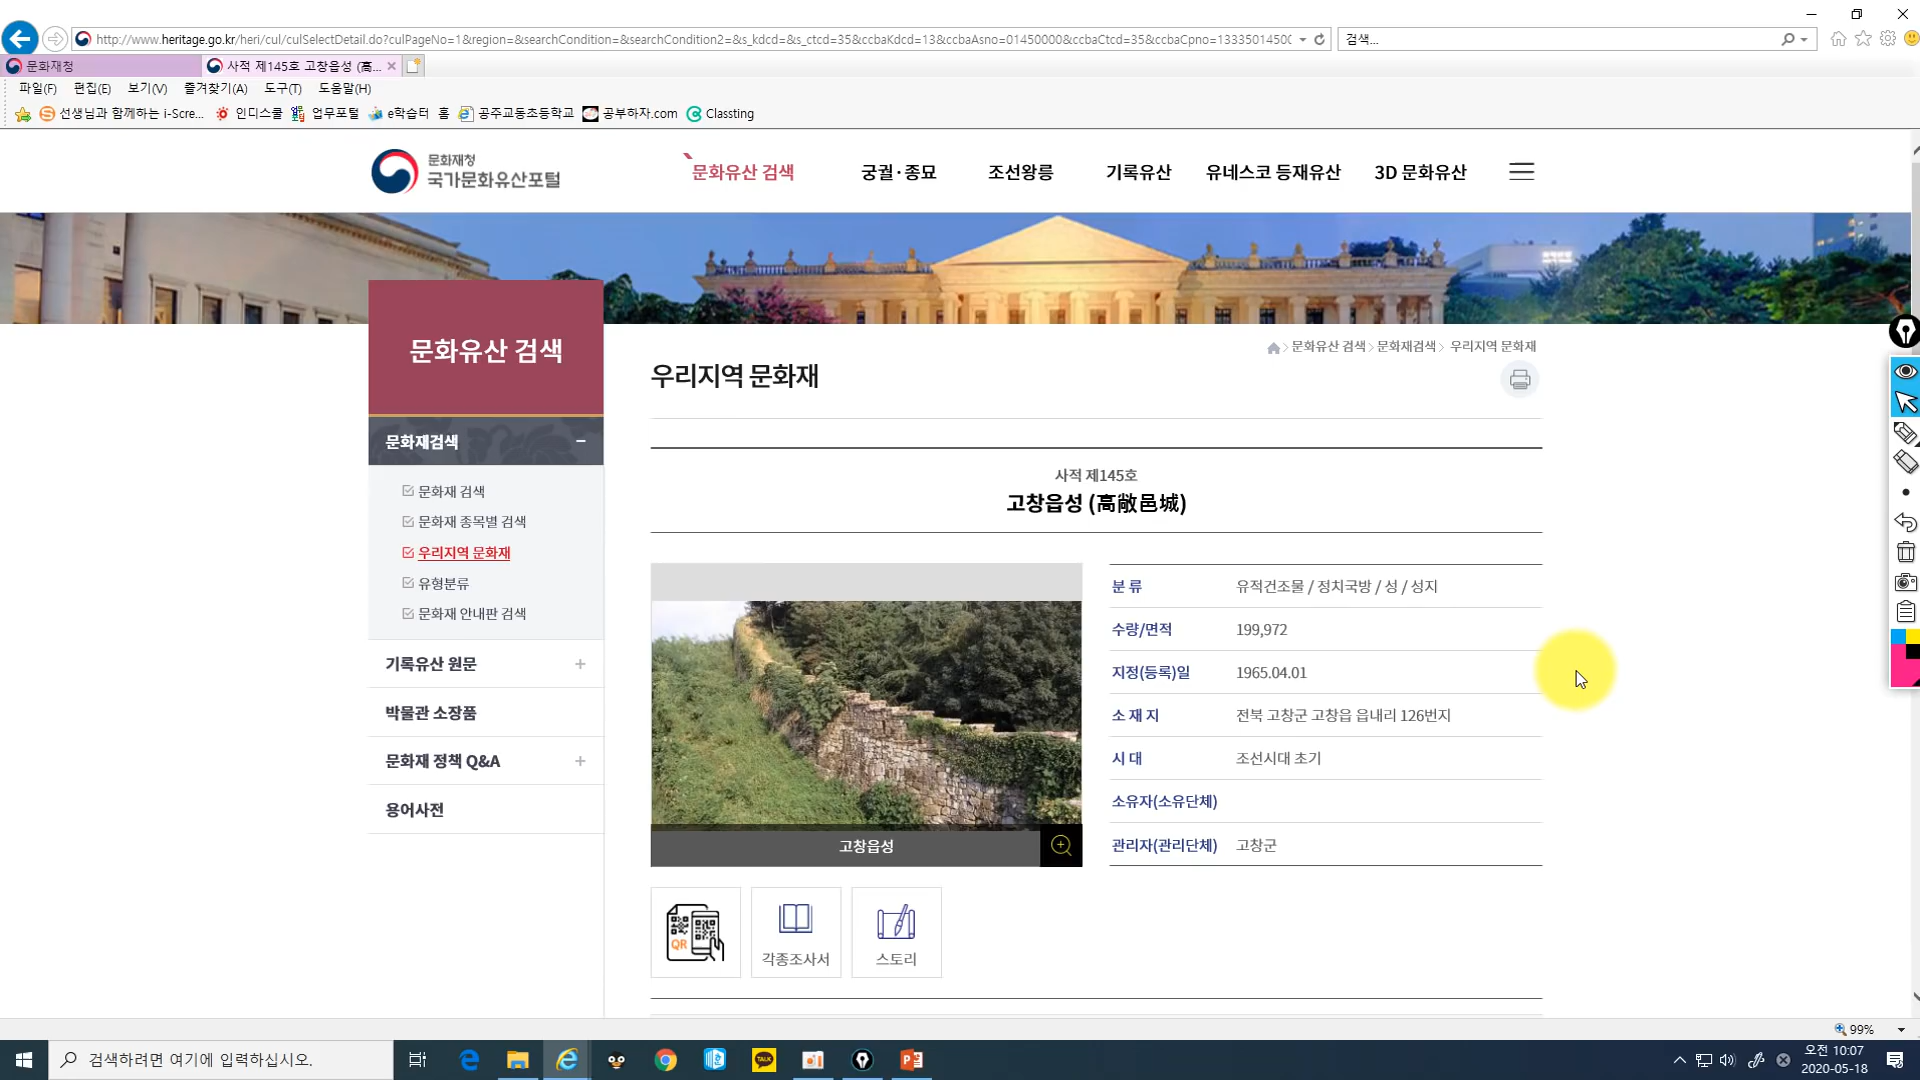 http://www.heritage.go.kr/heri/cul/culSelectDetail.do?culPageNo=1&region=&searchCondition=&searchCondition2=&s_kdcd=&s_ctcd=35&ccbaKdcd=13&ccbaAsno=01450000&ccbaCtcd=35&ccbaCpno=13335014500
검색...
문화재청
사적 제145호 고창읍성 (高...
파일(F) 편집(E) 보기(V) 즐겨찾기(A) 도구(T) 도움말(H)
선생님과 함께하는 i-Scre... 인디스쿨 업무포털 e학습터 홈 공주교동초등학교 공부하자.com Classting
문화재청
국가문화유산포털
문화유산 검색 궁궐·종묘 조선왕릉 기록유산 유네스코 등재유산 3D 문화유산
문화유산 검색
문화유산 검색 > 문화재검색 > 우리지역 문화재
우리지역 문화재
문화재검색
문화재 검색
문화재 종목별 검색
우리지역 문화재
유형분류
문화재 안내판 검색
기록유산 원문
박물관 소장품
문화재 정책 Q&A
용어사전
사적 제145호
고창읍성 (高敞邑城)
고창읍성
분 류 유적건조물 / 정치국방 / 성 / 성지
수량/면적 199,972
지정(등록)일 1965.04.01
소 재 지 전북 고창군 고창읍 읍내리 126번지
시 대 조선시대 초기
소유자(소유단체)
관리자(관리단체) 고창군
QR
각종조사서
스토리
99%
검색하려면 여기에 입력하십시오.
TALK
오전 10:07
2020-05-18